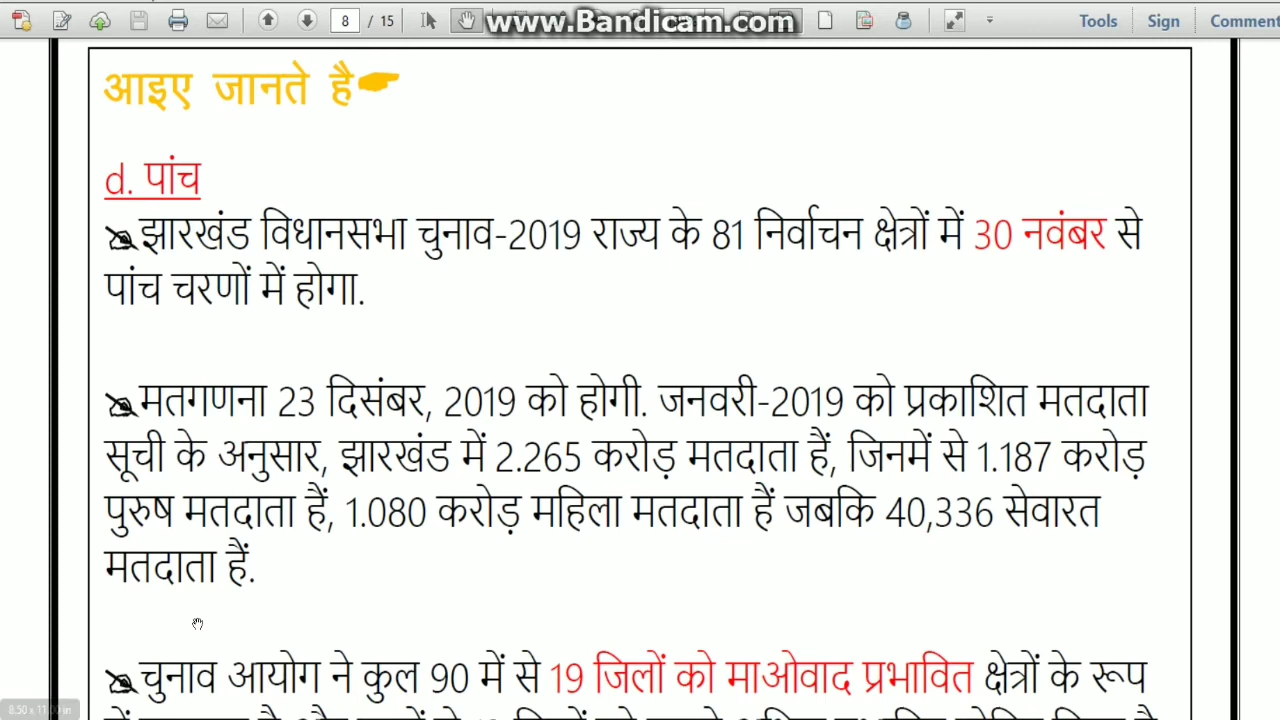 8 / 15
www.Bandicam.com
Tools Sign Comment
आइए जानते है
d. पांच
झारखंड विधानसभा चुनाव-2019 राज्य के 81 निर्वाचन क्षेत्रों में 30 नवंबर से
पांच चरणों में होगा.
मतगणना 23 दिसंबर, 2019 को होगी. जनवरी-2019 को प्रकाशित मतदाता
सूची के अनुसार, झारखंड में 2.265 करोड़ मतदाता हैं, जिनमें से 1.187 करोड़
पुरुष मतदाता हैं, 1.080 करोड़ महिला मतदाता हैं जबकि 40,336 सेवारत
मतदाता हैं.
चुनाव आयोग ने कुल 90 में से 19 जिलों को माओवाद प्रभावित क्षेत्रों के रूप